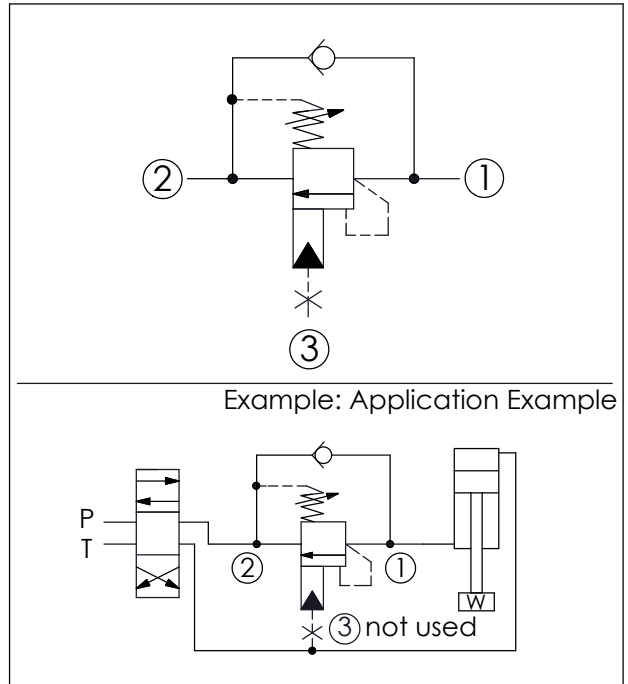 ② ①
③
Example: Application Example
P
T
② ①
W
③ not used